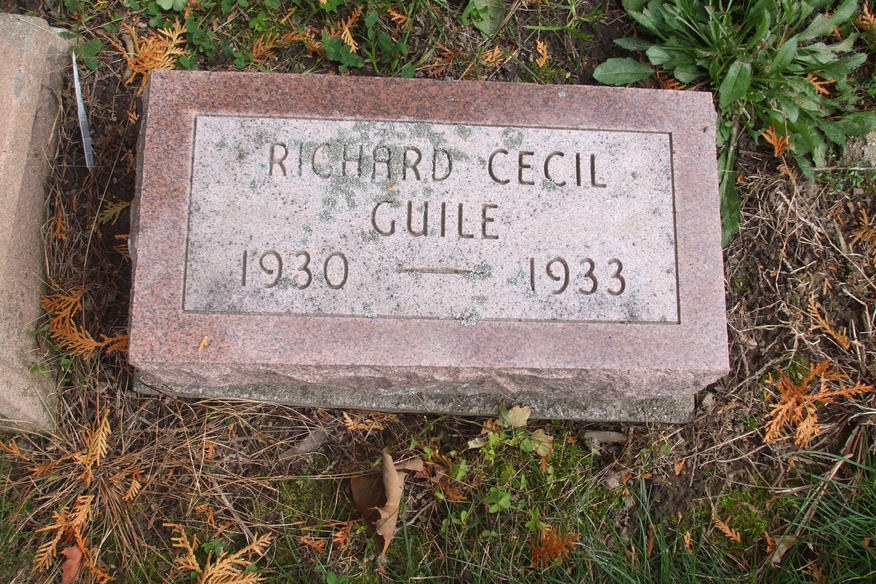 RICHARD CECIL
GUILE
1930 — 1933